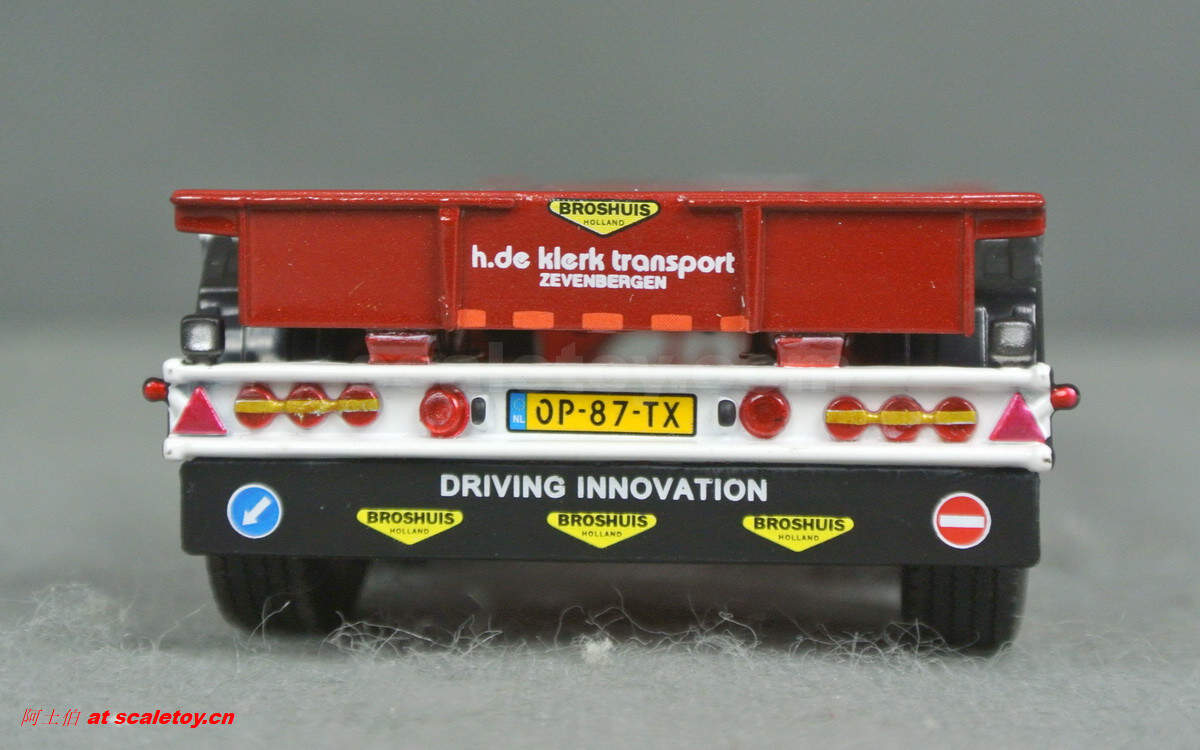 BROSHUIS
HOLLAND
h.de klerk transport
ZEVENBERGEN
NL OP-87-TX
DRIVING INNOVATION
BROSHUIS BROSHUIS BROSHUIS
HOLLAND HOLLAND HOLLAND
阿土伯 at scaletoy.cn